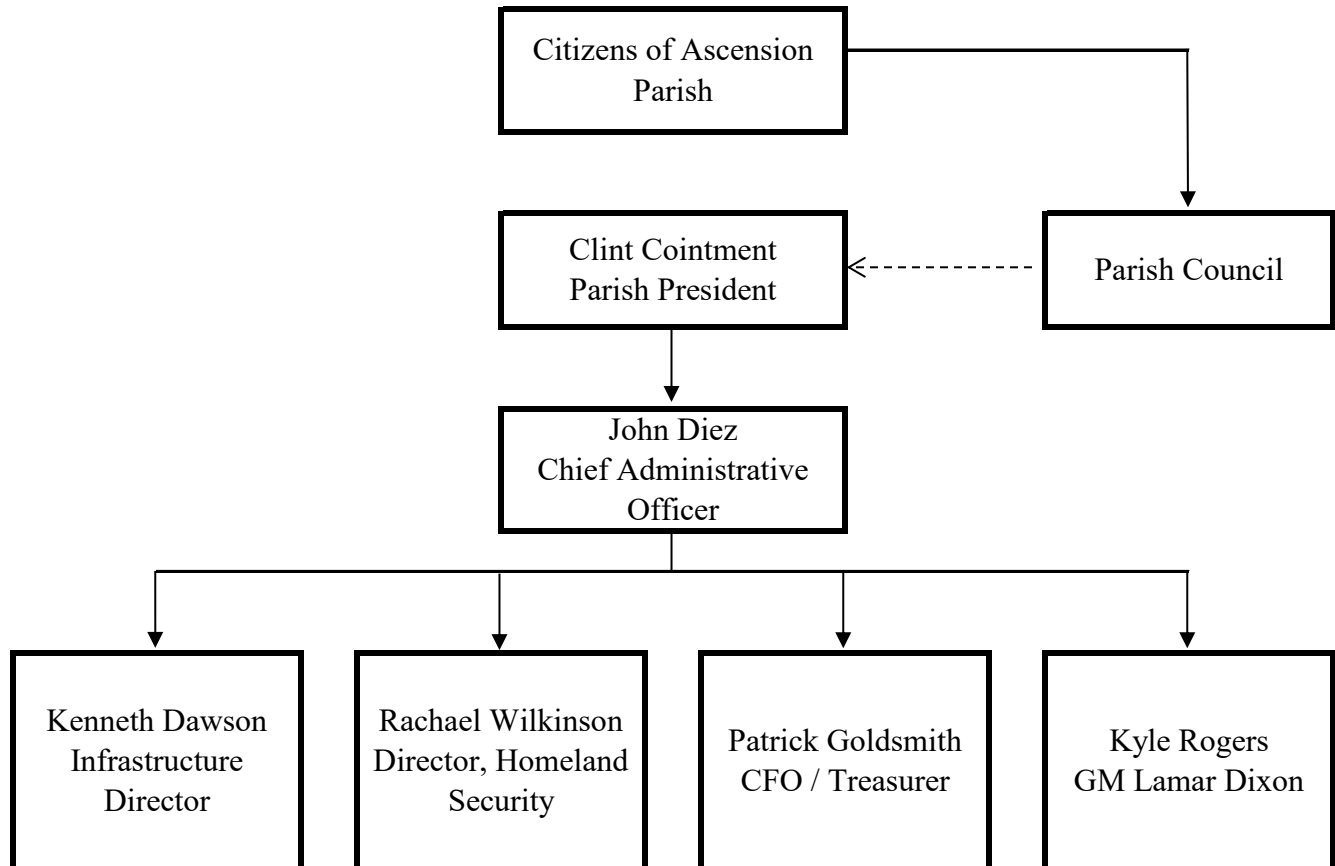 Citizens of Ascension
Parish
Clint Cointment
Parish President
Parish Council
John Diez
Chief Administrative
Officer
Kenneth Dawson
Infrastructure
Director
Rachael Wilkinson
Director, Homeland
Security
Patrick Goldsmith
CFO / Treasurer
Kyle Rogers
GM Lamar Dixon